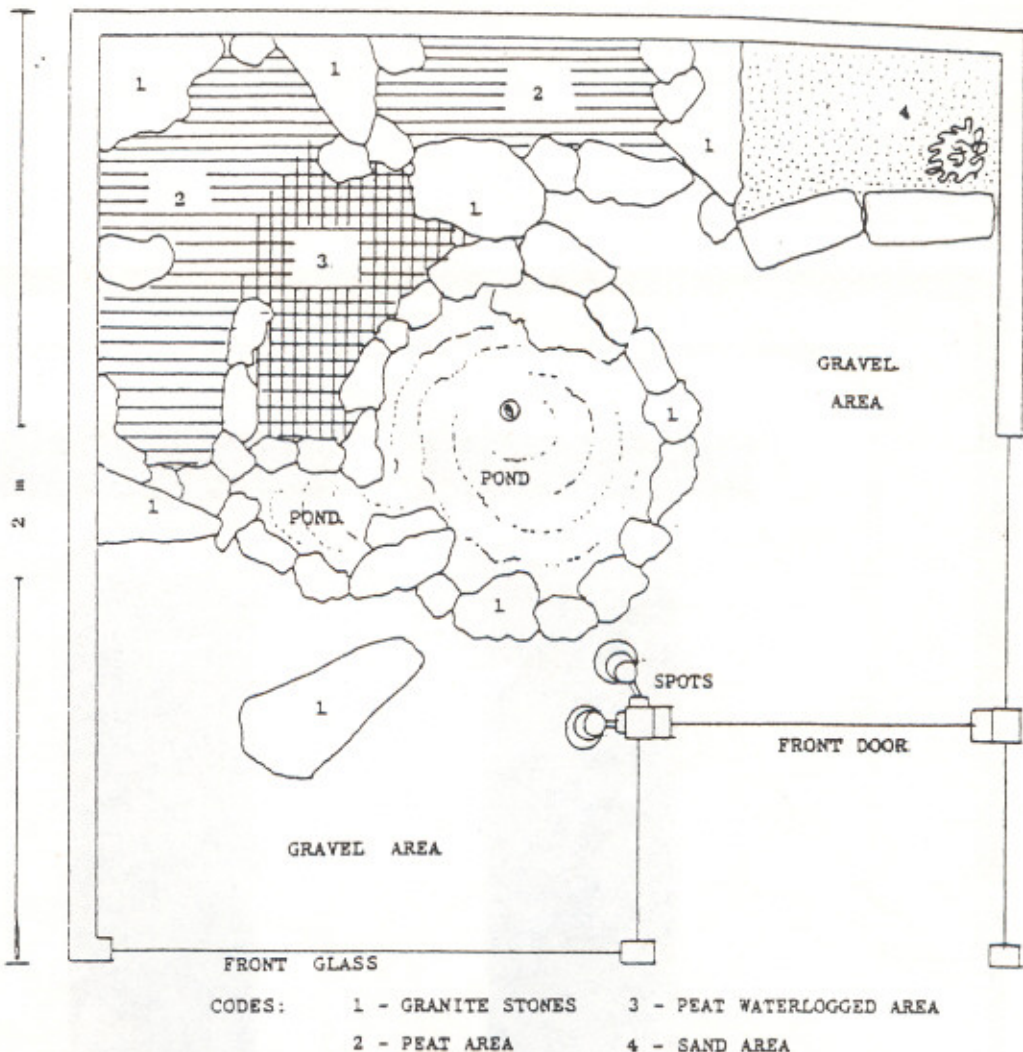 1
1
2
4
1
2
1
3
GRAVEL
AREA
1
POND
2 m
1
POND
1
SPOTS
1
FRONT DOOR
GRAVEL AREA
FRONT GLASS
CODES: 1 - GRANITE STONES 3 - PEAT WATERLOGGED AREA
2 - PEAT AREA 4 - SAND AREA